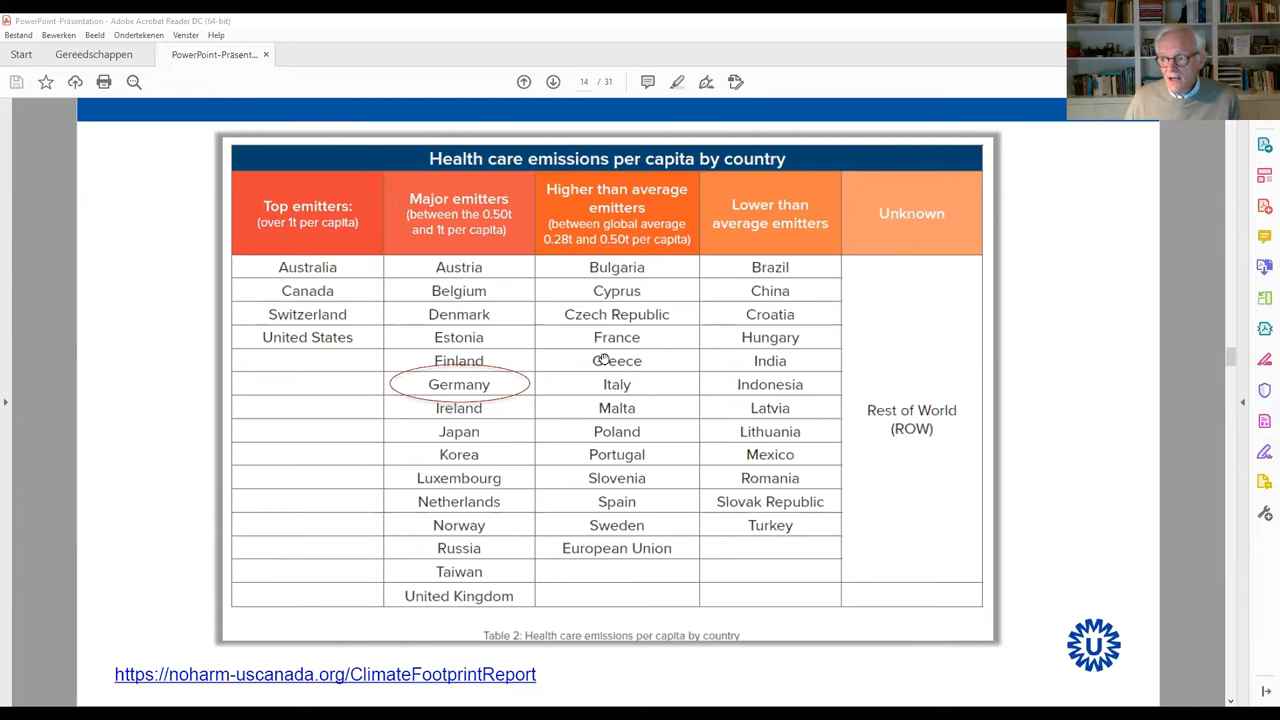 PowerPoint-Präsentation - Adobe Acrobat Reader DC (64-bit)
Bestand Bewerken Beeld Ondertekenen Venster Help
Start Gereedschappen PowerPoint-Präsent... ×
14 / 31
Health care emissions per capita by country
Top emitters:
(over 1t per capita)
Major emitters
(between the 0.50t
and 1t per capita)
Higher than average
emitters
(between global average
0.28t and 0.50t per capita)
Lower than
average emitters
Unknown
Australia Austria Bulgaria Brazil
Canada Belgium Cyprus China
Switzerland Denmark Czech Republic Croatia
United States Estonia France Hungary
Finland Greece India
Germany Italy Indonesia
Ireland Malta Latvia
Japan Poland Lithuania
Korea Portugal Mexico
Luxembourg Slovenia Romania
Netherlands Spain Slovak Republic
Norway Sweden Turkey
Russia European Union
Taiwan
United Kingdom
Rest of World
(ROW)
Table 2: Health care emissions per capita by country
https://noharm-uscanada.org/ClimateFootprintReport
U